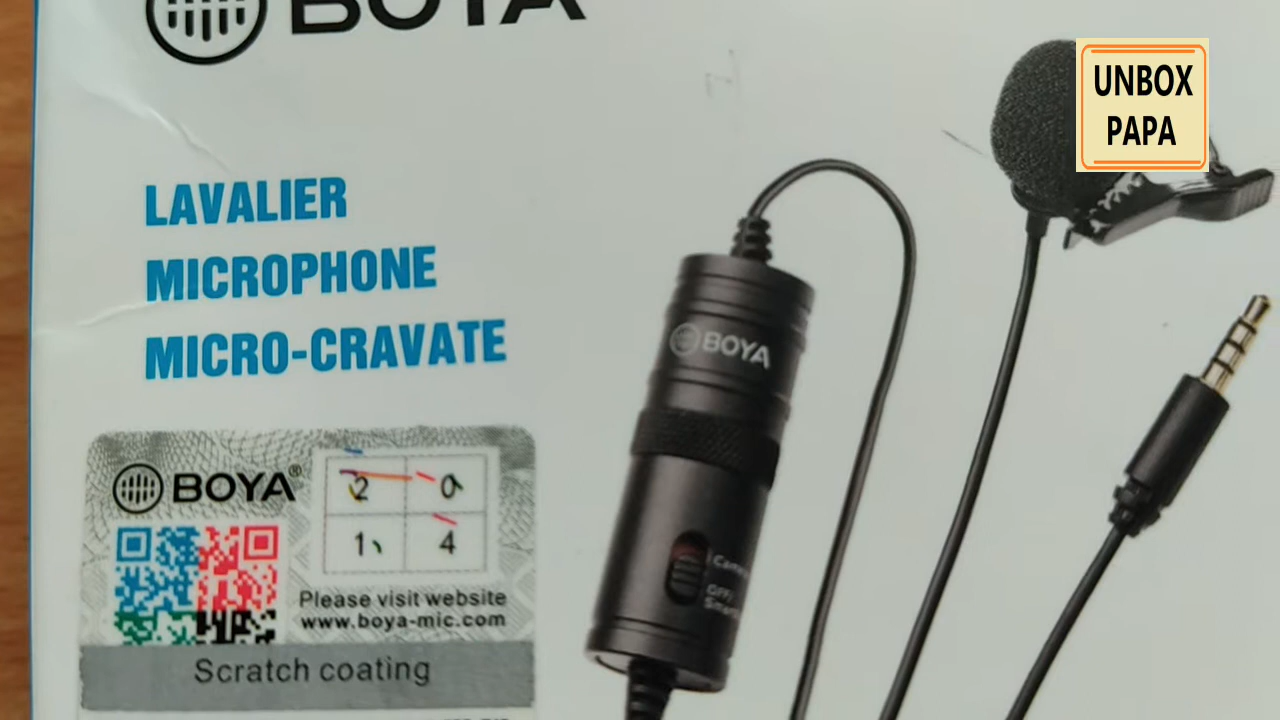 BOYA
UNBOX
PAPA
LAVALIER
MICROPHONE
MICRO-CRAVATE
BOYA
BOYA®
2 0
1 4
Please visit website
www.boya-mic.com
Scratch coating